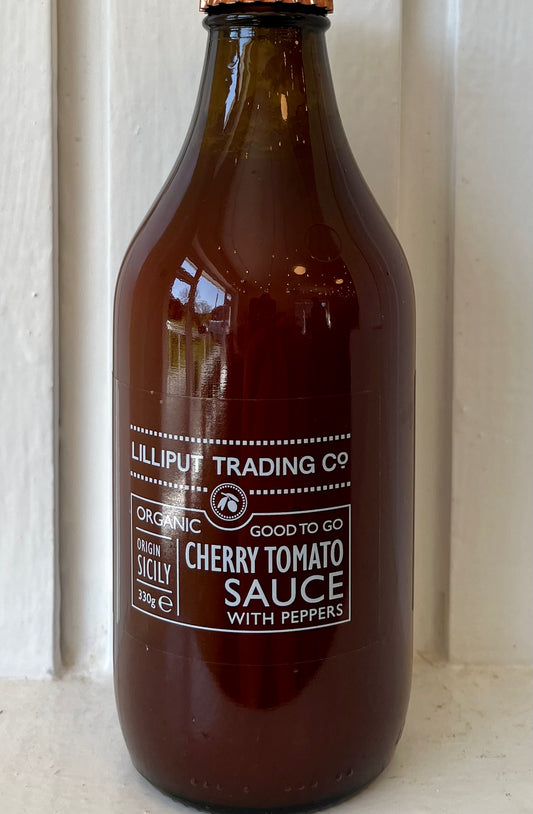 LILLIPUT TRADING Co
ORGANIC
GOOD TO GO
ORIGIN
SICILY
330g ℮
CHERRY TOMATO
SAUCE
WITH PEPPERS